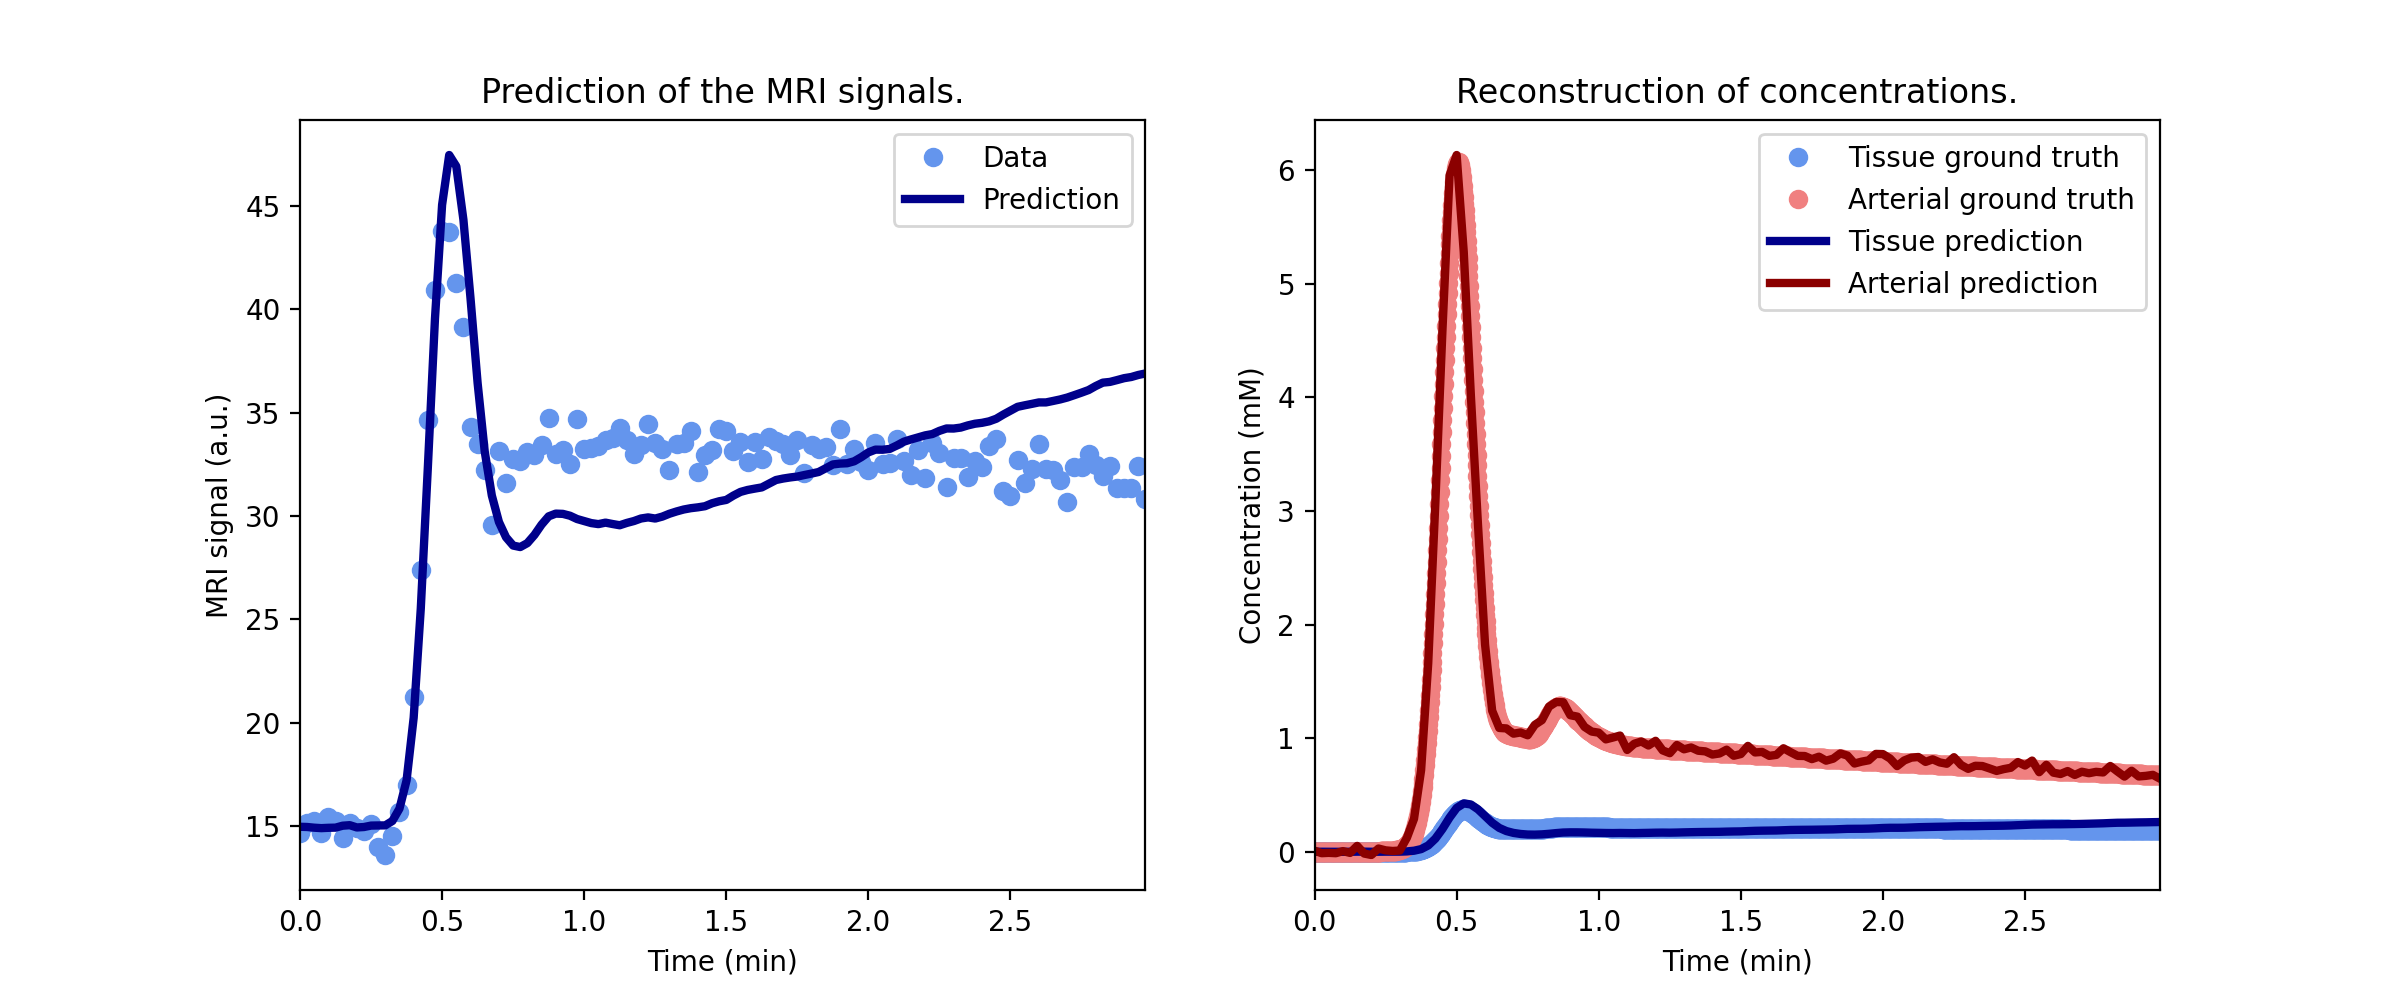 Prediction of the MRI signals.
Data
Prediction
45
40
35
30
25
20
15
MRI signal (a.u.)
0.0 0.5 1.0 1.5 2.0 2.5
Time (min)
Reconstruction of concentrations.
Tissue ground truth
Arterial ground truth
Tissue prediction
Arterial prediction
6
5
4
3
2
1
0
Concentration (mM)
0.0 0.5 1.0 1.5 2.0 2.5
Time (min)